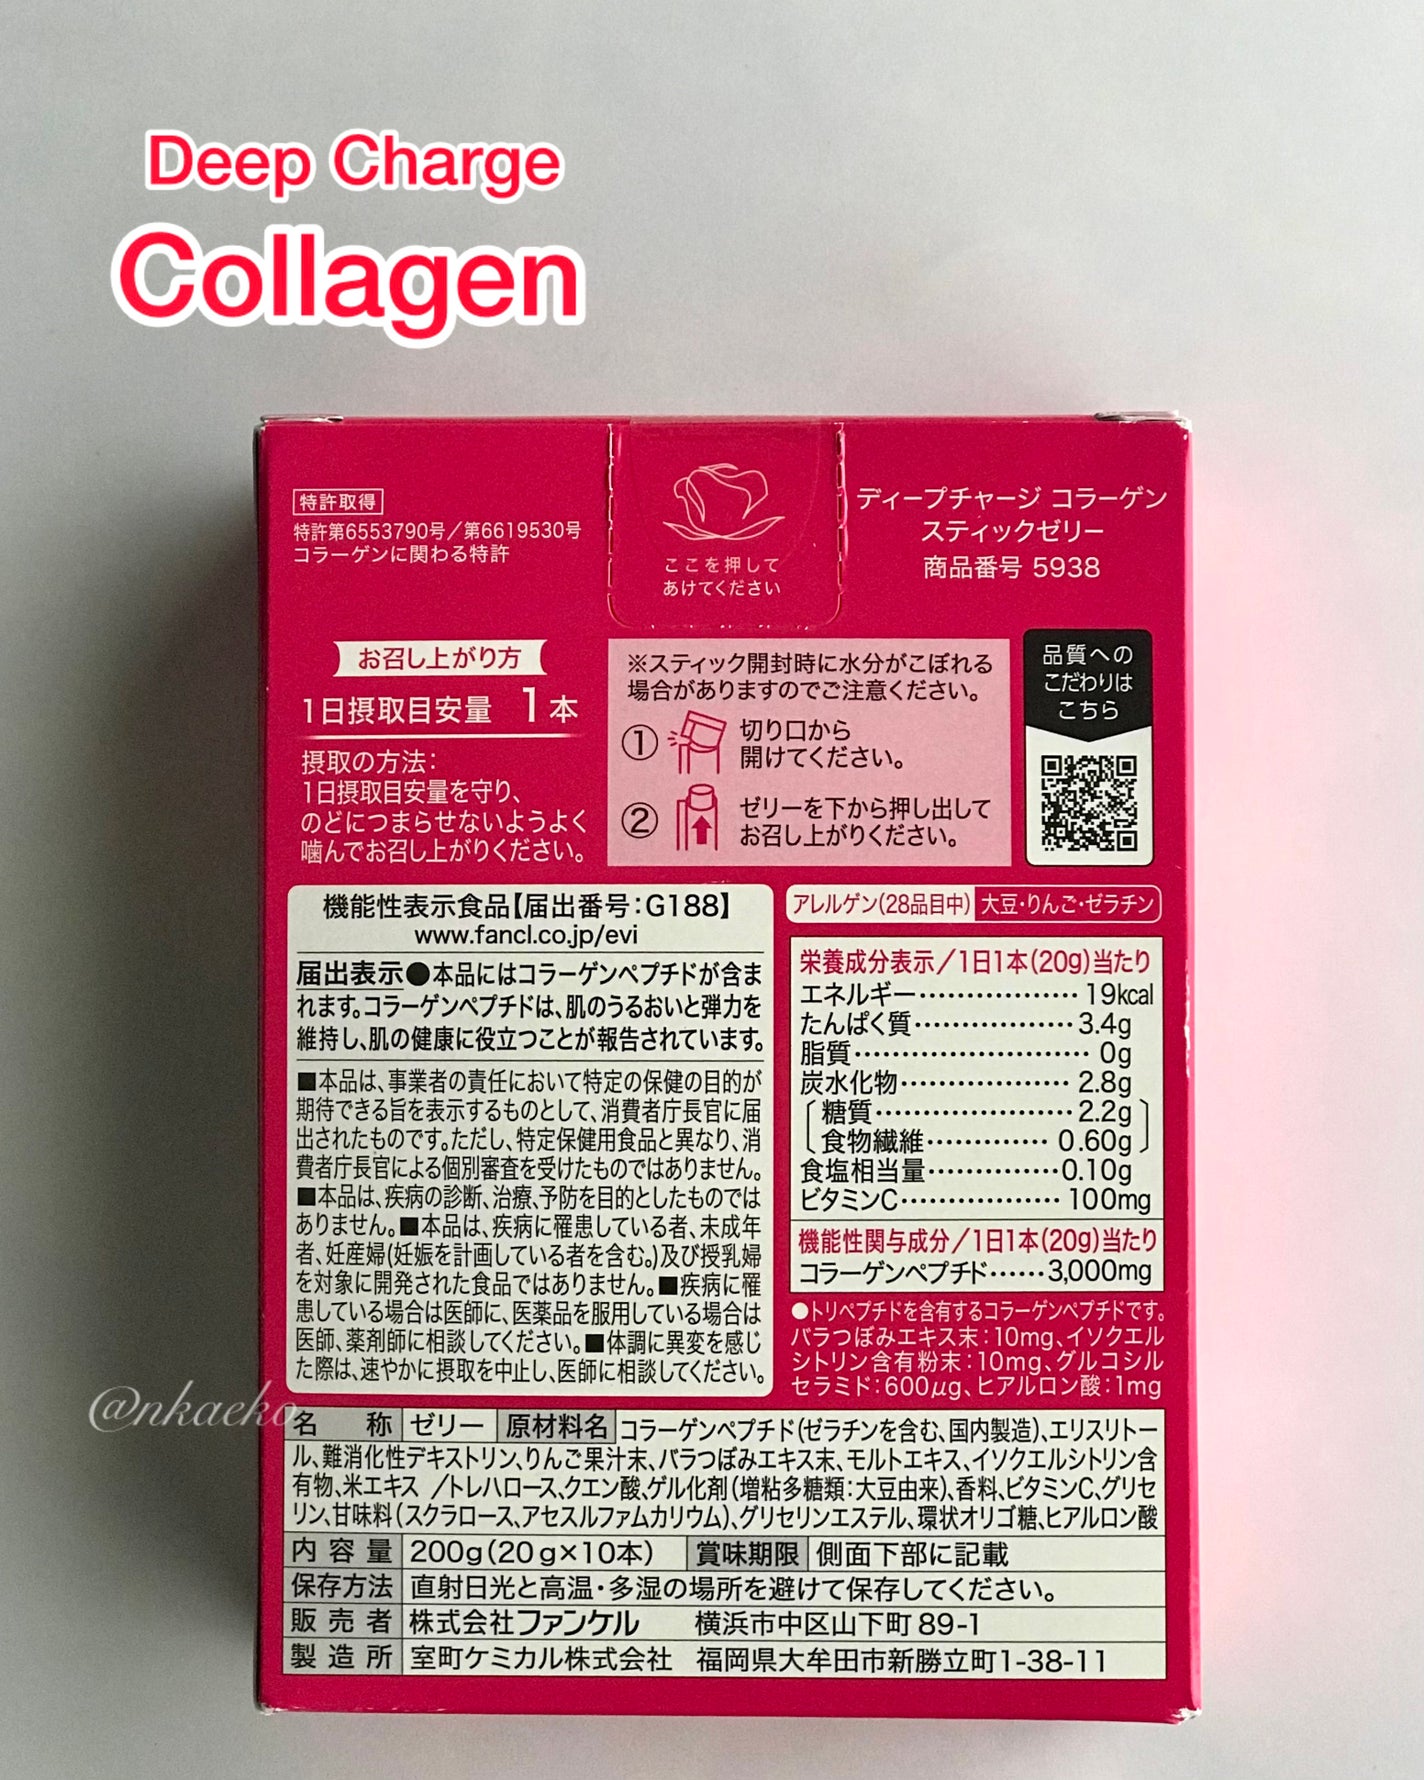 Deep Charge
Collagen
特許取得
特許第6553790号／第6619530号
コラーゲンに関わる特許
ここを押して
あけてください
ディープチャージ コラーゲン
スティックゼリー
商品番号 5938
お召し上がり方
1日摂取目安量 1本
摂取の方法：
1日摂取目安量を守り、
のどにつまらせないようよく
噛んでお召し上がりください。
※スティック開封時に水分がこぼれる
場合がありますのでご注意ください。
① 切り口から
開けてください。
② ゼリーを下から押し出して
お召し上がりください。
品質への
こだわりは
こちら
機能性表示食品【届出番号：G188】
www.fancl.co.jp/evi
届出表示●本品にはコラーゲンペプチドが含ま
れます。コラーゲンペプチドは、肌のうるおいと弾力を
維持し、肌の健康に役立つことが報告されています。
■本品は、事業者の責任において特定の保健の目的が
期待できる旨を表示するものとして、消費者庁長官に届
出されたものです。ただし、特定保健用食品と異なり、消
費者庁長官による個別審査を受けたものではありません。
■本品は、疾病の診断、治療、予防を目的としたものでは
ありません。■本品は、疾病に罹患している者、未成年
者、妊産婦(妊娠を計画している者を含む。)及び授乳婦
を対象に開発された食品ではありません。■疾病に罹
患している場合は医師に、医薬品を服用している場合は
医師、薬剤師に相談してください。■体調に異変を感じ
た際は、速やかに摂取を中止し、医師に相談してください。
アレルゲン(28品目中) 大豆・りんご・ゼラチン
栄養成分表示／1日1本(20g)当たり
エネルギー……………… 19kcal
たんぱく質……………… 3.4g
脂質……………………… 0g
炭水化物………………… 2.8g
糖質…………………… 2.2g
食物繊維…………… 0.60g
食塩相当量……………0.10g
ビタミンC……………… 100mg
機能性関与成分／1日1本(20g)当たり
コラーゲンペプチド……3,000mg
●トリペプチドを含有するコラーゲンペプチドです。
バラつぼみエキス末：10mg、イソクエル
シトリン含有粉末：10mg、グルコシル
セラミド：600μg、ヒアルロン酸：1mg
@nkaeko
名称 ゼリー 原材料名 コラーゲンペプチド(ゼラチンを含む、国内製造)、エリスリトー
ル、難消化性デキストリン、りんご果汁末、バラつぼみエキス末、モルトエキス、イソクエルシトリン含
有物、米エキス ／トレハロース、クエン酸、ゲル化剤(増粘多糖類：大豆由来)、香料、ビタミンC、グリセ
リン、甘味料(スクラロース、アセスルファムカリウム)、グリセリンエステル、環状オリゴ糖、ヒアルロン酸
内容量 200g(20g×10本) 賞味期限 側面下部に記載
保存方法 直射日光と高温・多湿の場所を避けて保存してください。
販売者 株式会社ファンケル 横浜市中区山下町89-1
製造所 室町ケミカル株式会社 福岡県大牟田市新勝立町1-38-11